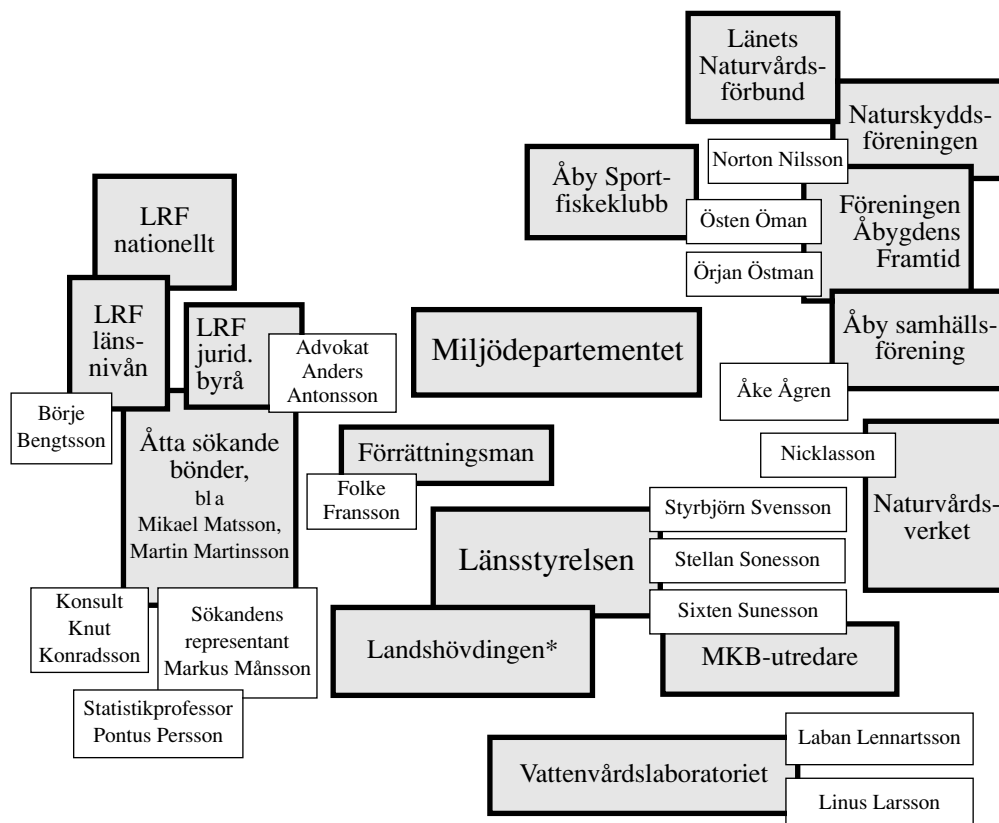 Länets
Naturvårds-
förbund
Naturskydds-
föreningen
Norton Nilsson
Åby Sport-
fiskeklubb
Östen Öman
Örjan Östman
Föreningen
Åbygdens
Framtid
LRF
nationellt
LRF
läns-
nivån
LRF
jurid.
byrå
Advokat
Anders
Antonsson
Miljödepartementet
Åby samhälls-
förening
Åke Ågren
Börje
Bengtsson
Åtta sökande
bönder,
bl a
Mikael Matsson,
Martin Martinsson
Förrättningsman
Folke
Fransson
Nicklasson
Naturvårds-
verket
Länsstyrelsen
Styrbjörn Svensson
Stellan Sonesson
Sixten Sunesson
Konsult
Knut
Konradsson
Sökandens
representant
Markus Månsson
Statistikprofessor
Pontus Persson
Landshövdingen*
MKB-utredare
Vattenvårdslaboratoriet
Laban Lennartsson
Linus Larsson